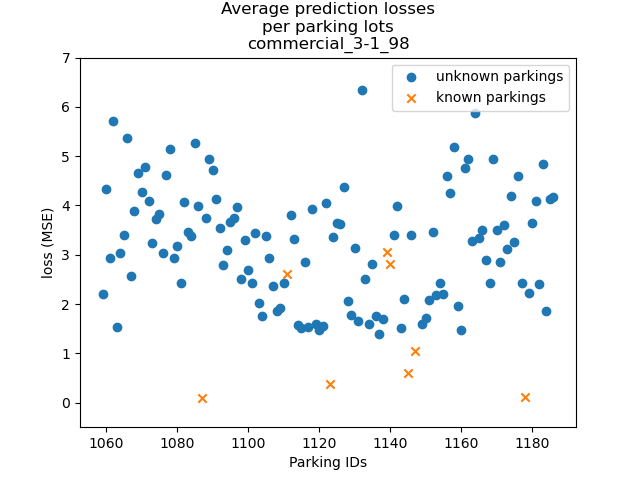 Average prediction losses
per parking lots
commercial_3-1_98
unknown parkings
known parkings
loss (MSE)
7
6
5
4
3
2
1
0
1060 1080 1100 1120 1140 1160 1180
Parking IDs